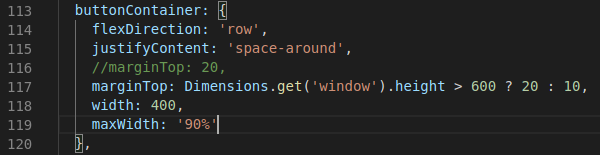 113 buttonContainer: {
114 flexDirection: 'row',
115 justifyContent: 'space-around',
116 //marginTop: 20,
117 marginTop: Dimensions.get('window').height > 600 ? 20 : 10,
118 width: 400,
119 maxWidth: '90%'
120 },